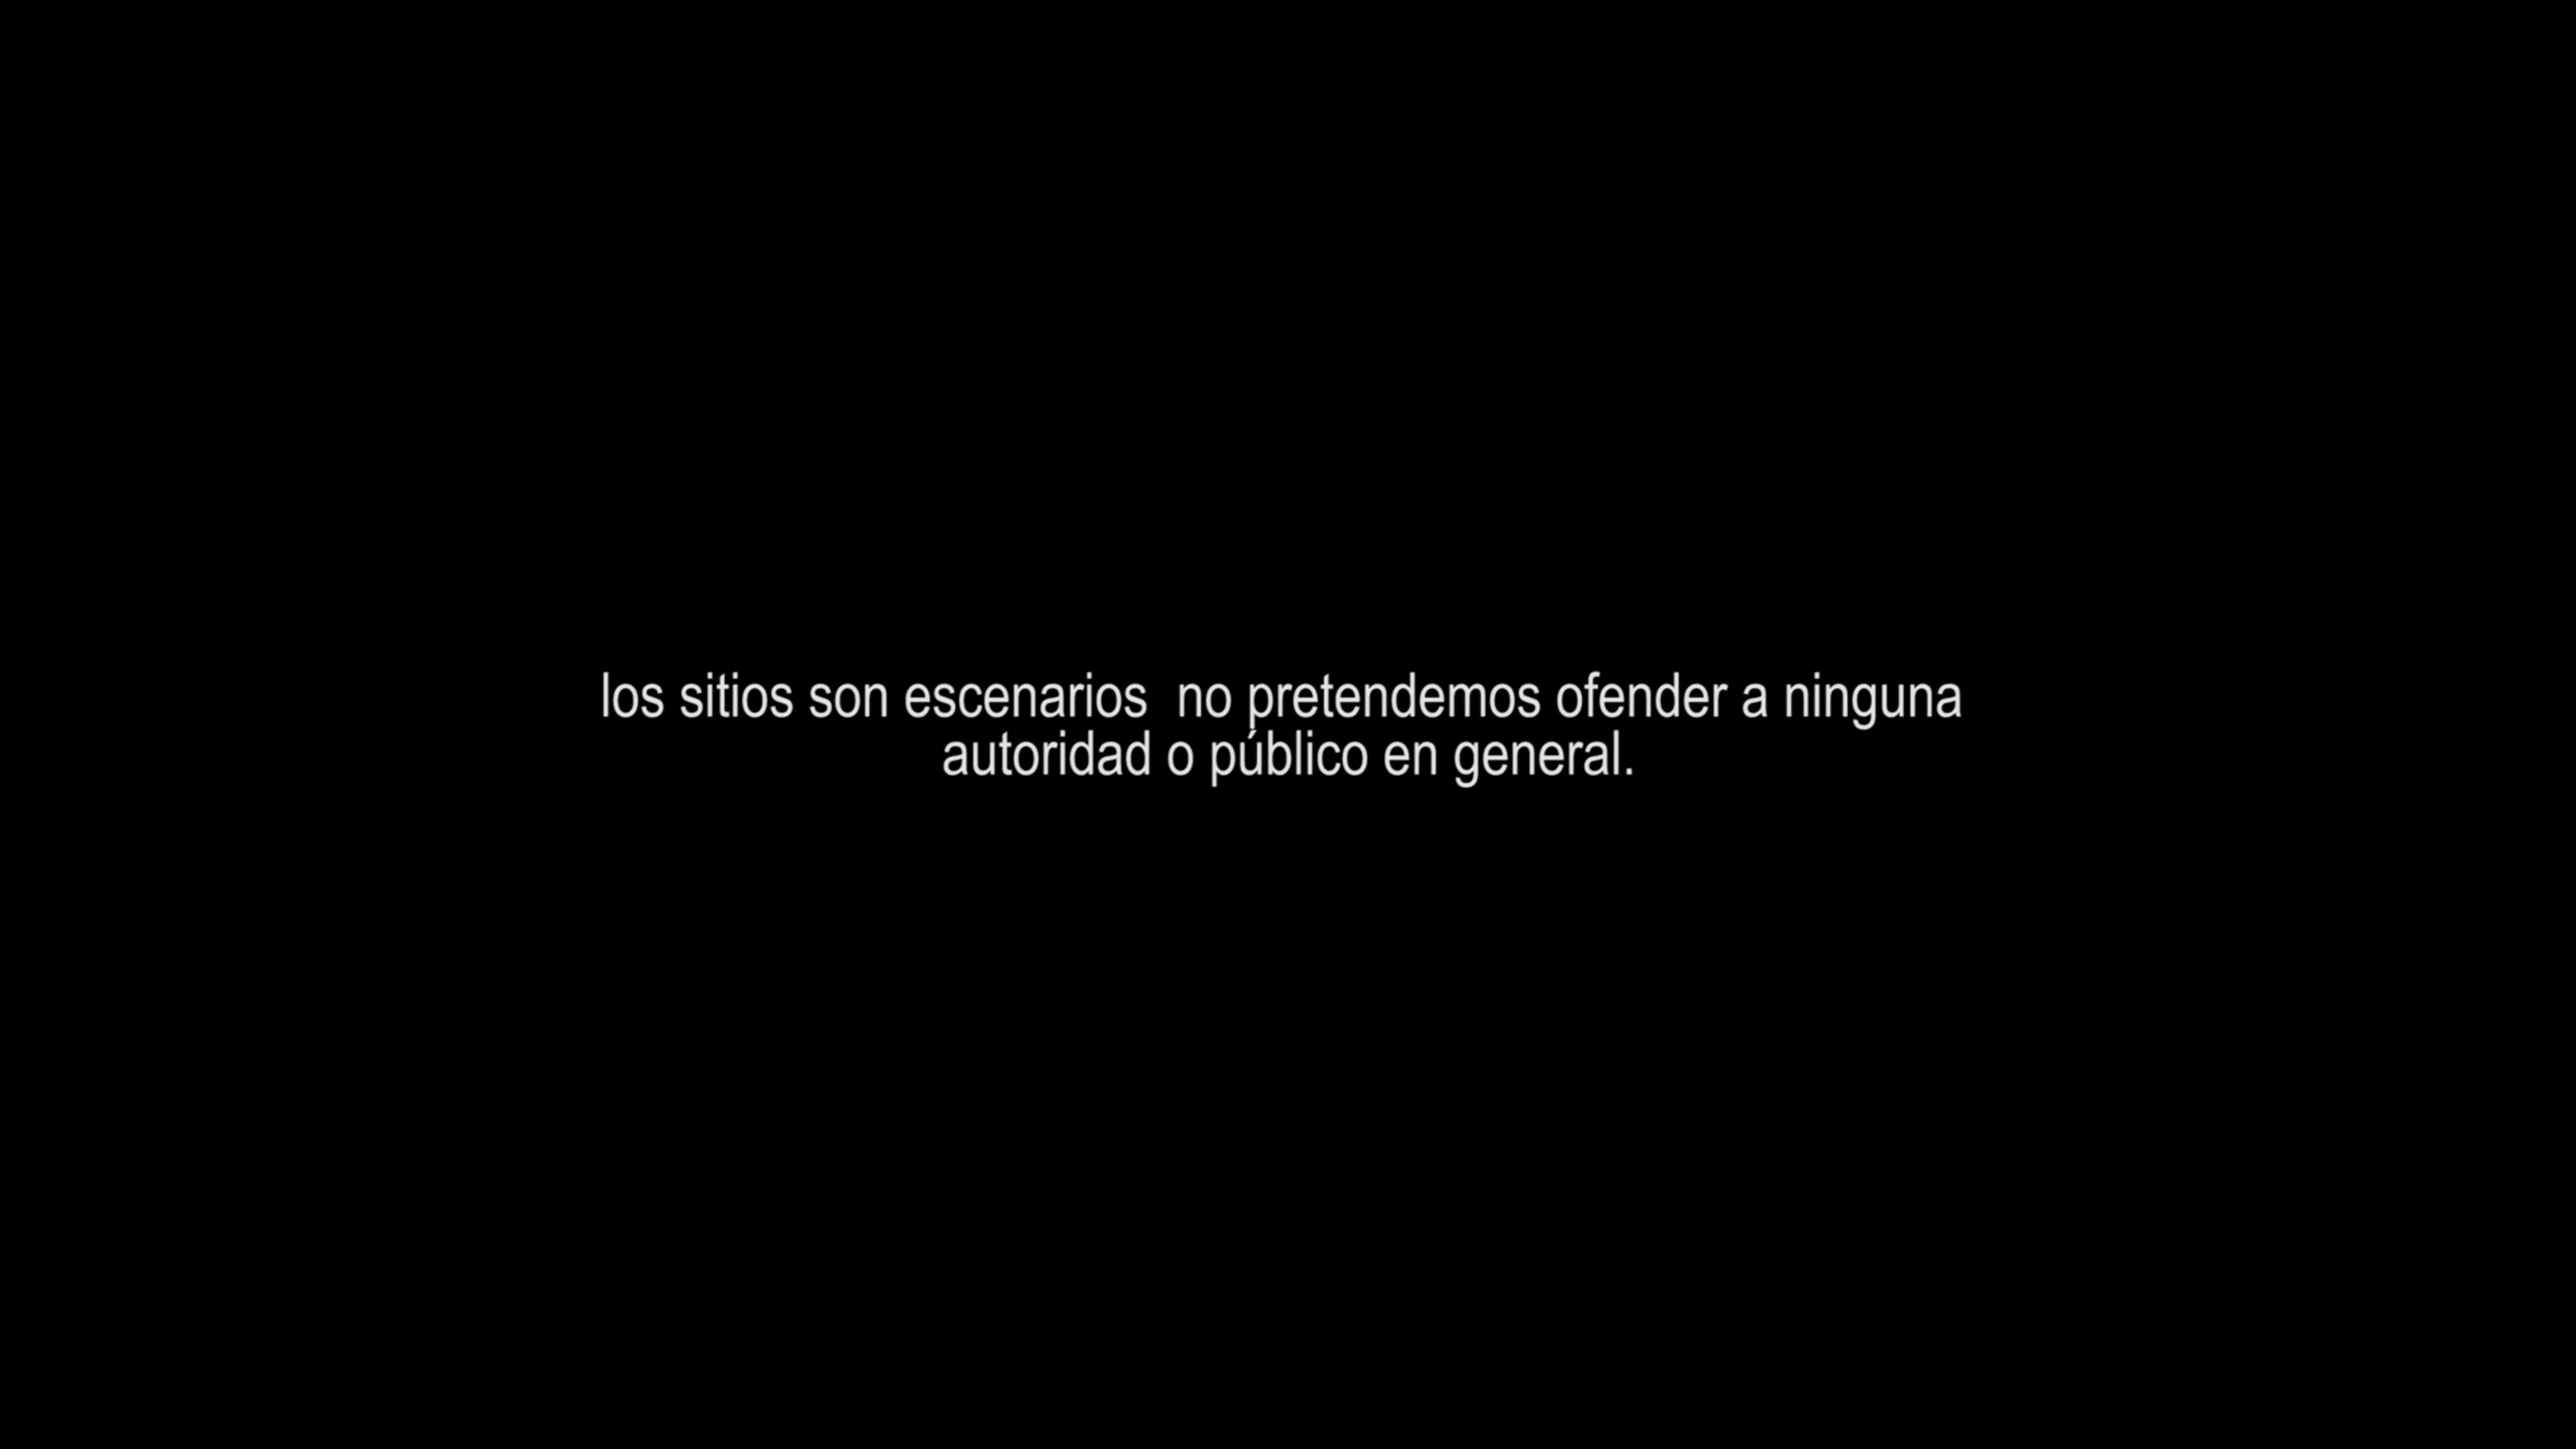 los sitios son escenarios  no pretendemos ofender a ninguna
autoridad o público en general.